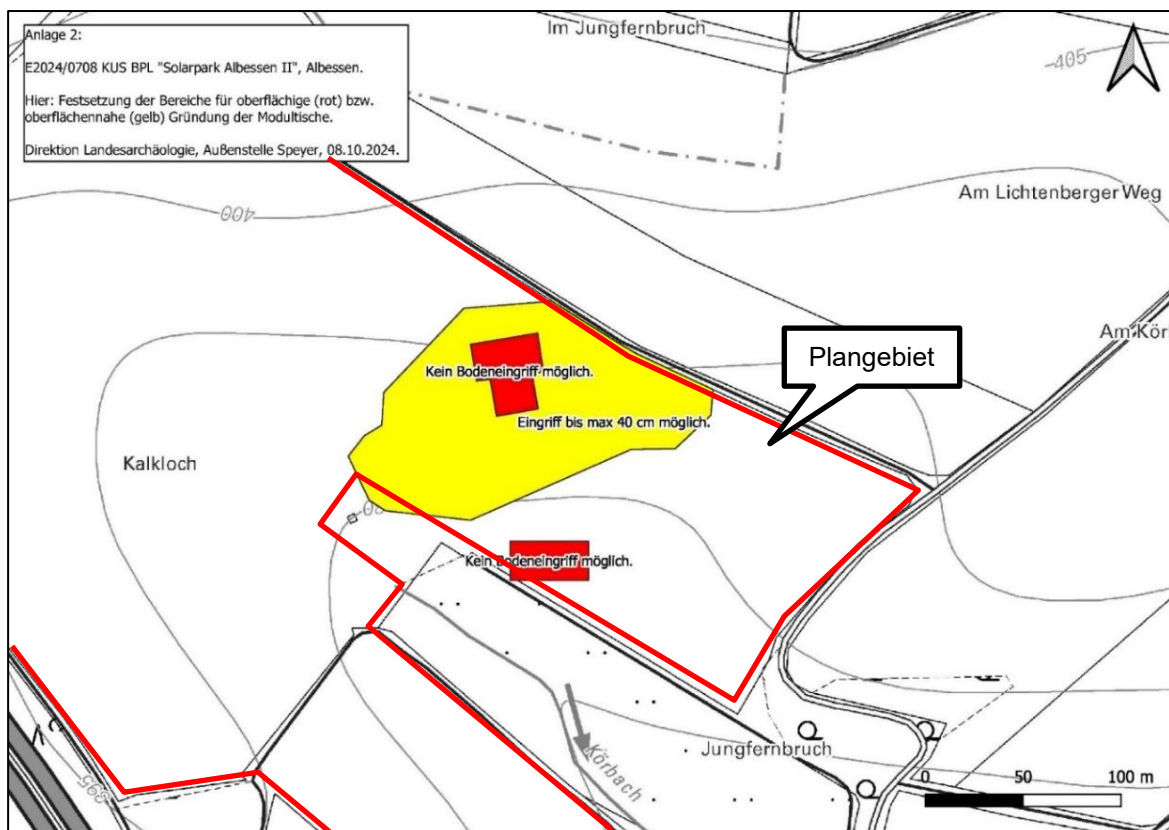 Anlage 2:
E2024/0708 KUS BPL "Solarpark Albessen II", Albessen.
Hier: Festsetzung der Bereiche für oberflächige (rot) bzw.
oberflächennahe (gelb) Gründung der Modultische.
Direktion Landesarchäologie, Außenstelle Speyer, 08.10.2024.
Im Jungfernbruch
405
Am Lichtenberger Weg
400
Am Körl
Plangebiet
Kein Bodeneingriff möglich.
Eingriff bis max 40 cm möglich.
Kalkloch
Kein Bodeneingriff möglich.
Jungfernbruch
Körbach
395
0 50 100 m